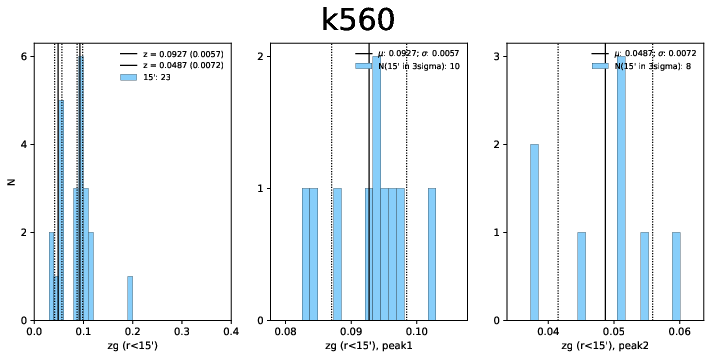 k560
z = 0.0927 (0.0057)
z = 0.0487 (0.0072)
15': 23
N
6
4
2
0
0.0 0.1 0.2 0.3 0.4
zg (r<15')
μ: 0.0927; σ: 0.0057
N(15' in 3sigma): 10
2
1
0
0.08 0.09 0.10
zg (r<15'), peak1
μ: 0.0487; σ: 0.0072
N(15' in 3sigma): 8
3
2
1
0
0.04 0.05 0.06
zg (r<15'), peak2